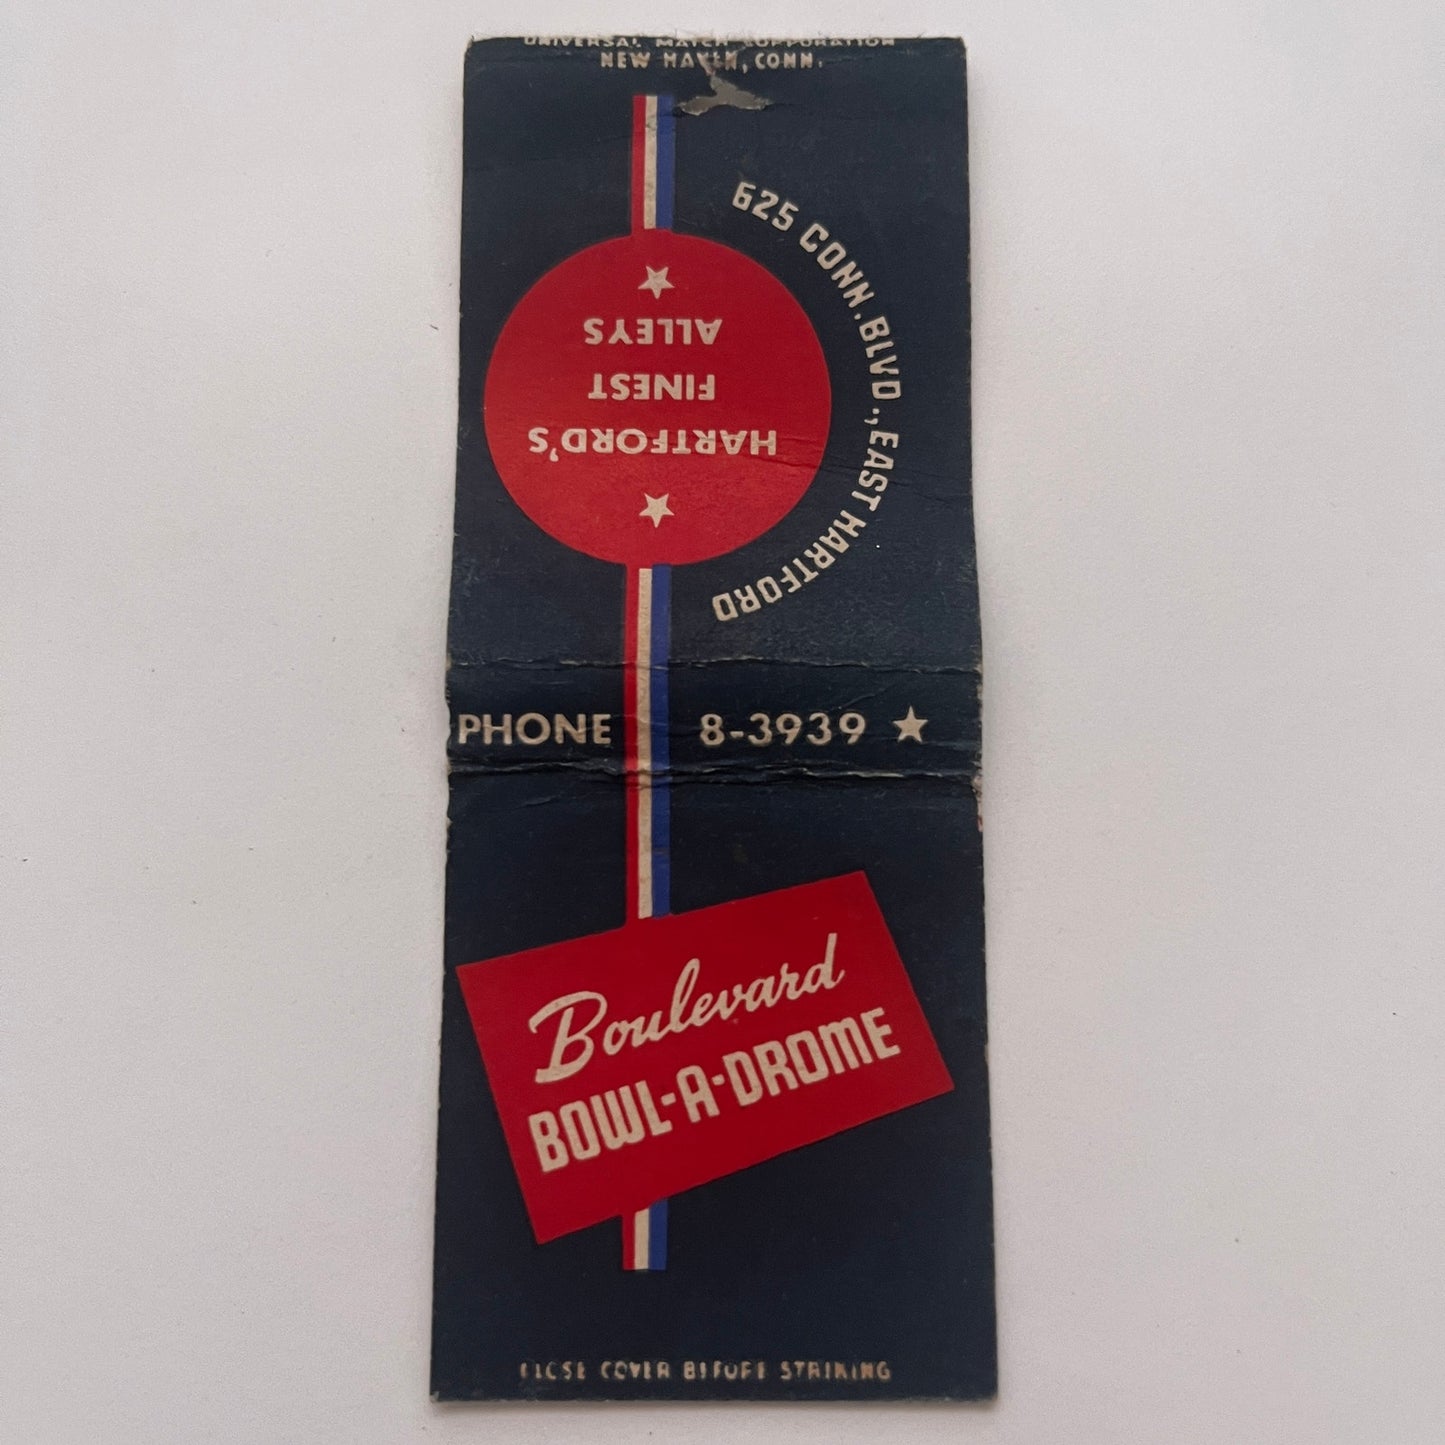 UNIVERSAL MATCH CORPORATION
NEW HAVEN, CONN.
625 CONN. BLVD., EAST HARTFORD
HARTFORD'S
FINEST
ALLEYS
PHONE 8-3939
Boulevard
BOWL-A-DROME
CLOSE COVER BEFORE STRIKING